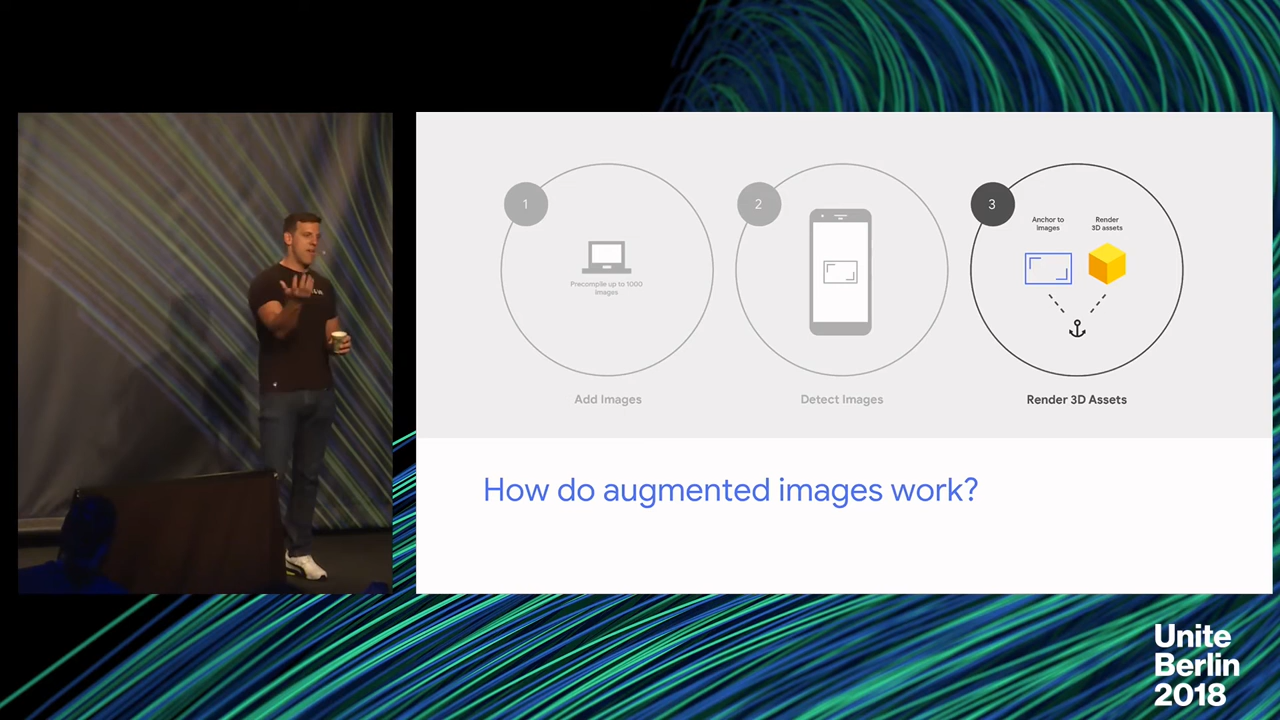 1
2
3
Anchor to
images
Render
3D assets
Precompile up to 1000
images
Add Images
Detect Images
Render 3D Assets
How do augmented images work?
Unite
Berlin
2018